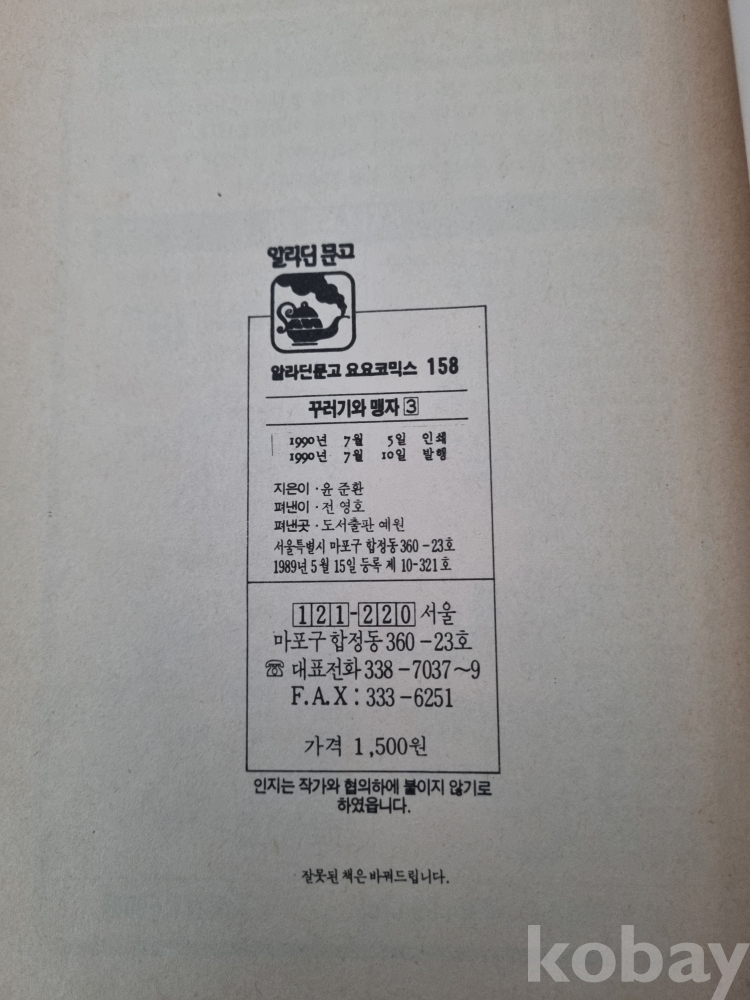 알라딘 문고
알라딘문고 요요코믹스 158
꾸러기와 맹자 3
1990년 7월 5일 인쇄
1990년 7월 10일 발행
지은이·윤 준환
펴낸이·전 영호
펴낸곳·도서출판 예원
서울특별시 마포구 합정동 360-23호
1989년 5월 15일 등록 제 10-321호
121-220 서울
마포구 합정동 360-23호
☎ 대표전화 338-7037~9
F.A.X : 333-6251
가격 1,500원
인지는 작가와 협의하에 붙이지 않기로
하였읍니다.
잘못된 책은 바꿔드립니다.
kobay